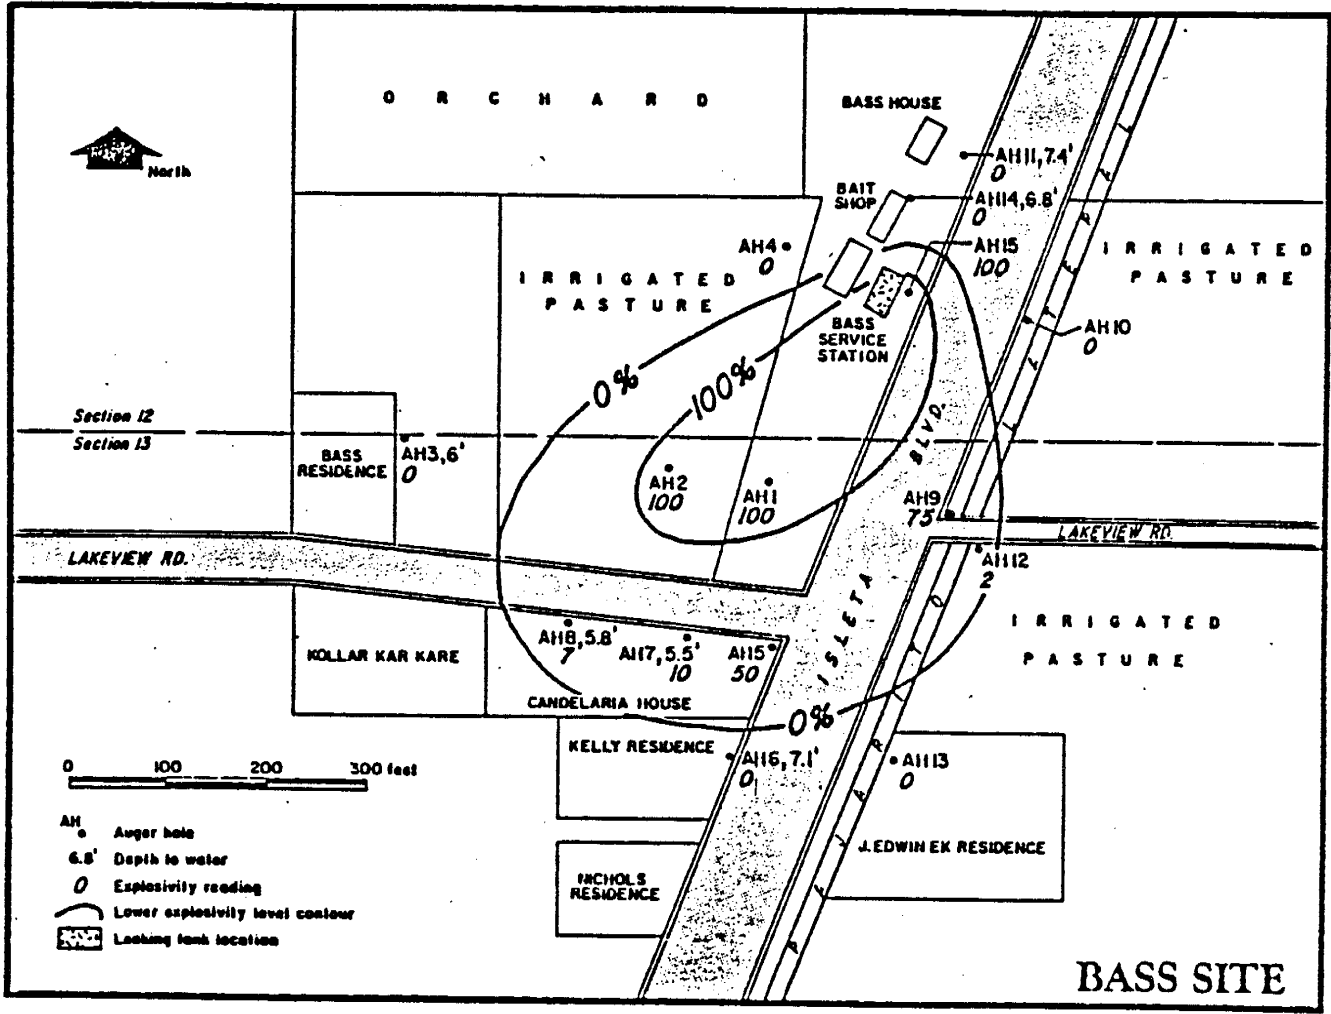 ORCHARD
BASS HOUSE
North
AH11, 7.4'
0
BAIT
SHOP
AH14, 6.8'
0
AH4
0
AH15
100
IRRIGATED
PASTURE
IRRIGATED
PASTURE
BASS
SERVICE
STATION
AH10
0
0%
100%
Section 12
Section 13
BASS
RESIDENCE
AH3, 6'
0
AH2
100
AH1
100
ISLETA BLVD.
AH9
75
LAKEVIEW RD.
LAKEVIEW RD.
AH12
2
AH8, 5.8'
7
AH7, 5.5'
10
AH5
50
IRRIGATED
PASTURE
KOLLAR KAR KARE
CANDELARIA HOUSE
0%
KELLY RESIDENCE
AH6, 7.1'
0
AH13
0
0 100 200 300 feet
J. EDWIN EK RESIDENCE
NICHOLS
RESIDENCE
AH
Auger hole
6.8' Depth to water
0 Explosivity reading
Lower explosivity level contour
Leaking tank location
BASS SITE